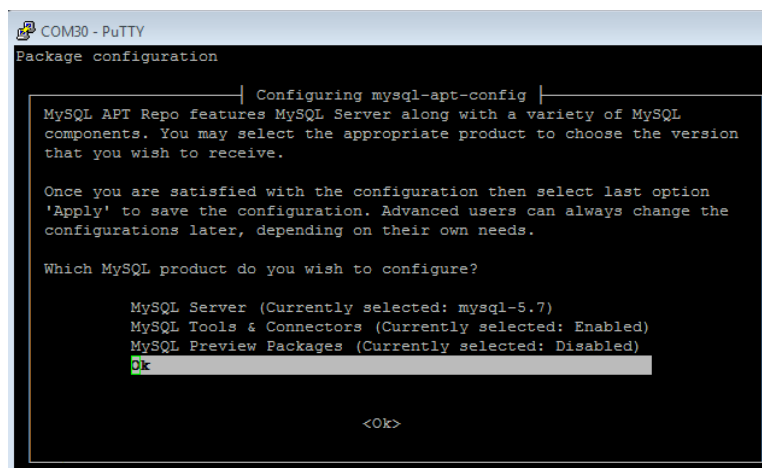 COM30 - PuTTY
Package configuration
Configuring mysql-apt-config
MySQL APT Repo features MySQL Server along with a variety of MySQL
components. You may select the appropriate product to choose the version
that you wish to receive.
Once you are satisfied with the configuration then select last option
'Apply' to save the configuration. Advanced users can always change the
configurations later, depending on their own needs.
Which MySQL product do you wish to configure?
MySQL Server (Currently selected: mysql-5.7)
MySQL Tools & Connectors (Currently selected: Enabled)
MySQL Preview Packages (Currently selected: Disabled)
Ok
<Ok>